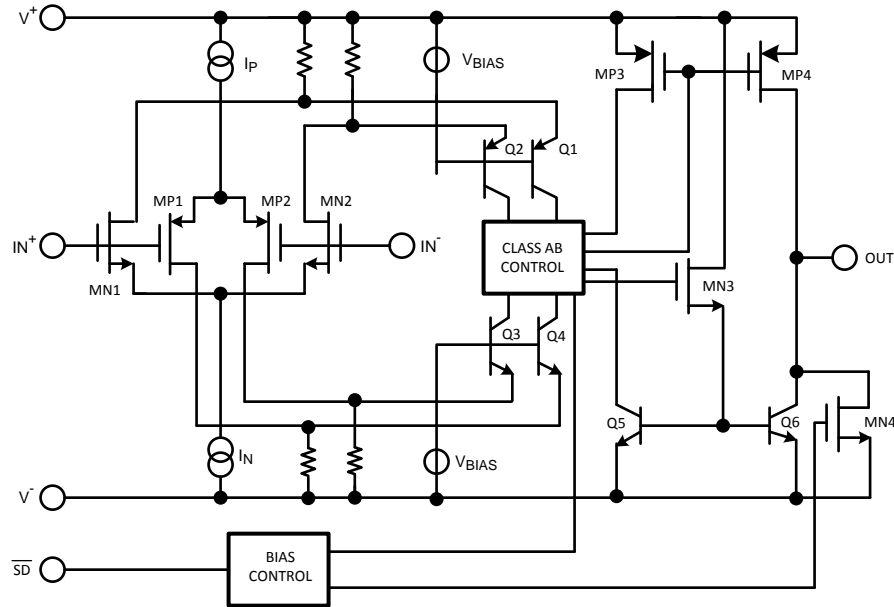 V+
IP
VBIAS
MP3
MP4
Q2
Q1
MP1
MP2
MN2
IN+
IN-
CLASS AB
CONTROL
OUT
MN1
MN3
Q3
Q4
Q5
Q6
MN4
IN
VBIAS
V-
SD
BIAS
CONTROL